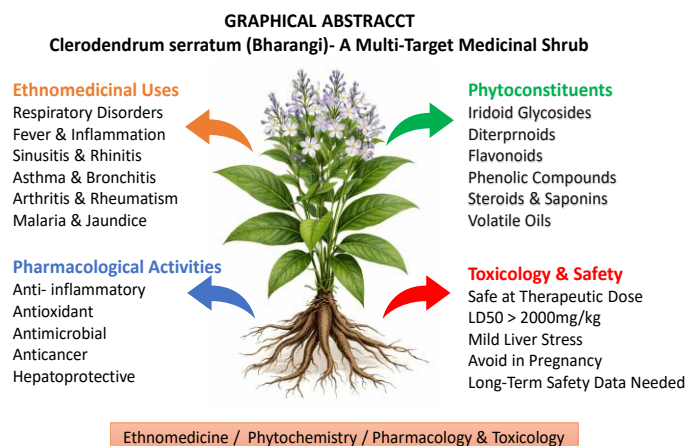 GRAPHICAL ABSTRACCT
Clerodendrum serratum (Bharangi)- A Multi-Target Medicinal Shrub
Ethnomedicinal Uses
Respiratory Disorders
Fever & Inflammation
Sinusitis & Rhinitis
Asthma & Bronchitis
Arthritis & Rheumatism
Malaria & Jaundice
Phytoconstituents
Iridoid Glycosides
Diterprnoids
Flavonoids
Phenolic Compounds
Steroids & Saponins
Volatile Oils
Pharmacological Activities
Anti- inflammatory
Antioxidant
Antimicrobial
Anticancer
Hepatoprotective
Toxicology & Safety
Safe at Therapeutic Dose
LD50 > 2000mg/kg
Mild Liver Stress
Avoid in Pregnancy
Long-Term Safety Data Needed
Ethnomedicine / Phytochemistry / Pharmacology & Toxicology